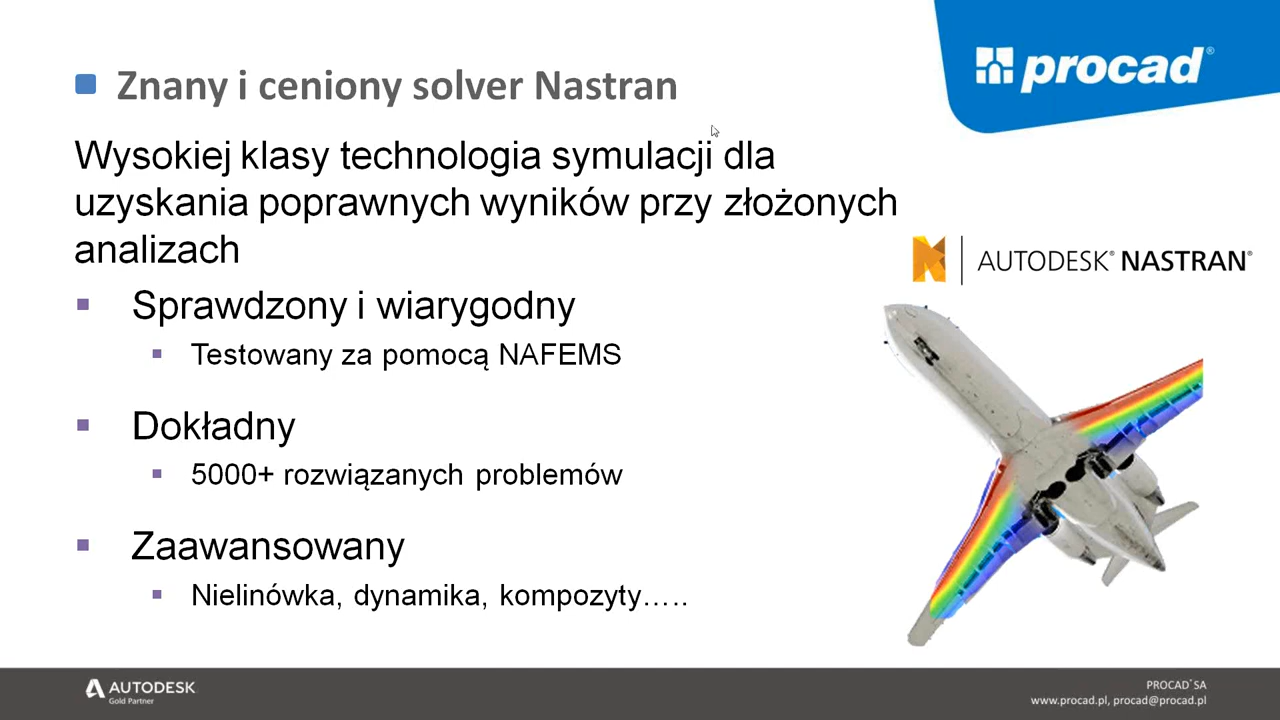 procad®
Znany i ceniony solver Nastran
Wysokiej klasy technologia symulacji dla
uzyskania poprawnych wyników przy złożonych
analizach
AUTODESK® NASTRAN®
Sprawdzony i wiarygodny
Testowany za pomocą NAFEMS
Dokładny
5000+ rozwiązanych problemów
Zaawansowany
Nielinówka, dynamika, kompozyty…..
AUTODESK
Gold Partner
PROCAD® SA
www.procad.pl, procad@procad.pl